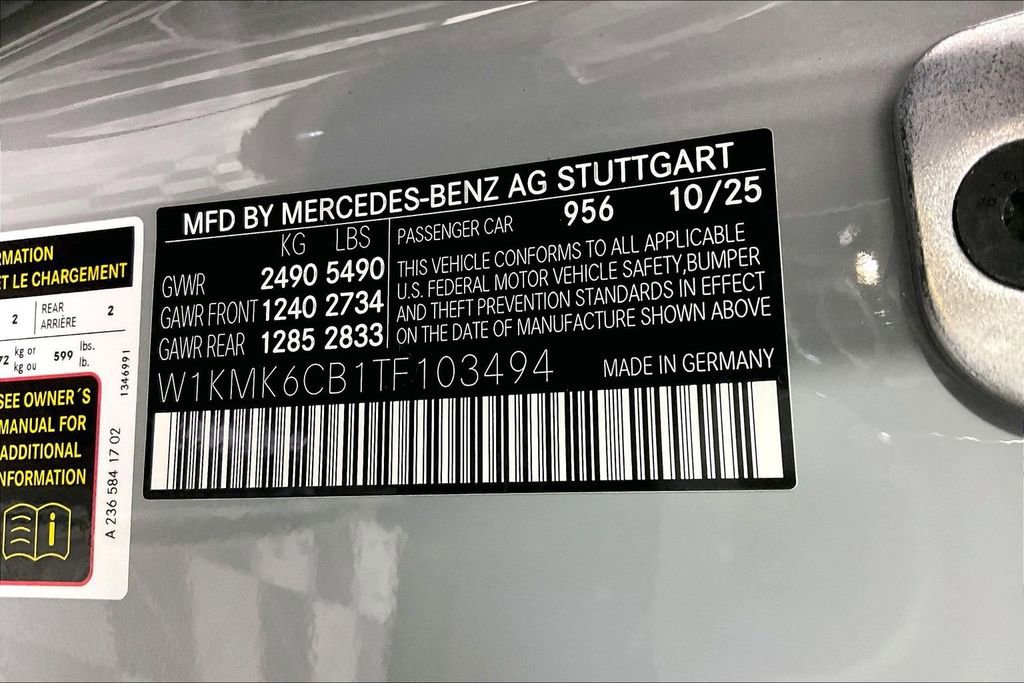 MFD BY MERCEDES-BENZ AG STUTTGART
KG LBS
GVWR 2490 5490
GAWR FRONT 1240 2734
GAWR REAR 1285 2833
PASSENGER CAR 956 10/25
THIS VEHICLE CONFORMS TO ALL APPLICABLE
U.S. FEDERAL MOTOR VEHICLE SAFETY,BUMPER
AND THEFT PREVENTION STANDARDS IN EFFECT
ON THE DATE OF MANUFACTURE SHOWN ABOVE
W1KMK6CB1TF103494 MADE IN GERMANY
ET LE CHARGEMENT
2 REAR 2
ARRIÈRE
kg or 599 lbs.
kg ou lb.
SEE OWNER´S
MANUAL FOR
ADDITIONAL
INFORMATION
1346991
A 236 584 17 02